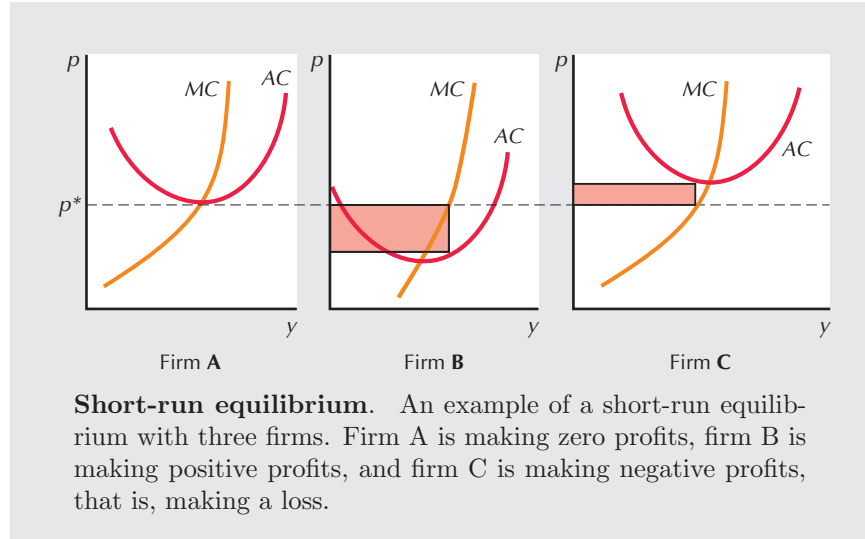 p MC AC p MC p MC
AC AC
p*
y y y
Firm A Firm B Firm C
Short-run equilibrium. An example of a short-run equilib-
rium with three firms. Firm A is making zero profits, firm B is
making positive profits, and firm C is making negative profits,
that is, making a loss.